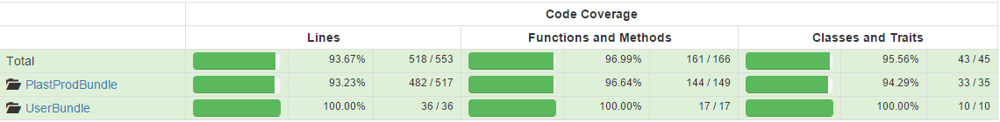 Code Coverage
Lines Functions and Methods Classes and Traits
Total 93.67% 518 / 553 96.99% 161 / 166 95.56% 43 / 45
PlastProdBundle 93.23% 482 / 517 96.64% 144 / 149 94.29% 33 / 35
UserBundle 100.00% 36 / 36 100.00% 17 / 17 100.00% 10 / 10